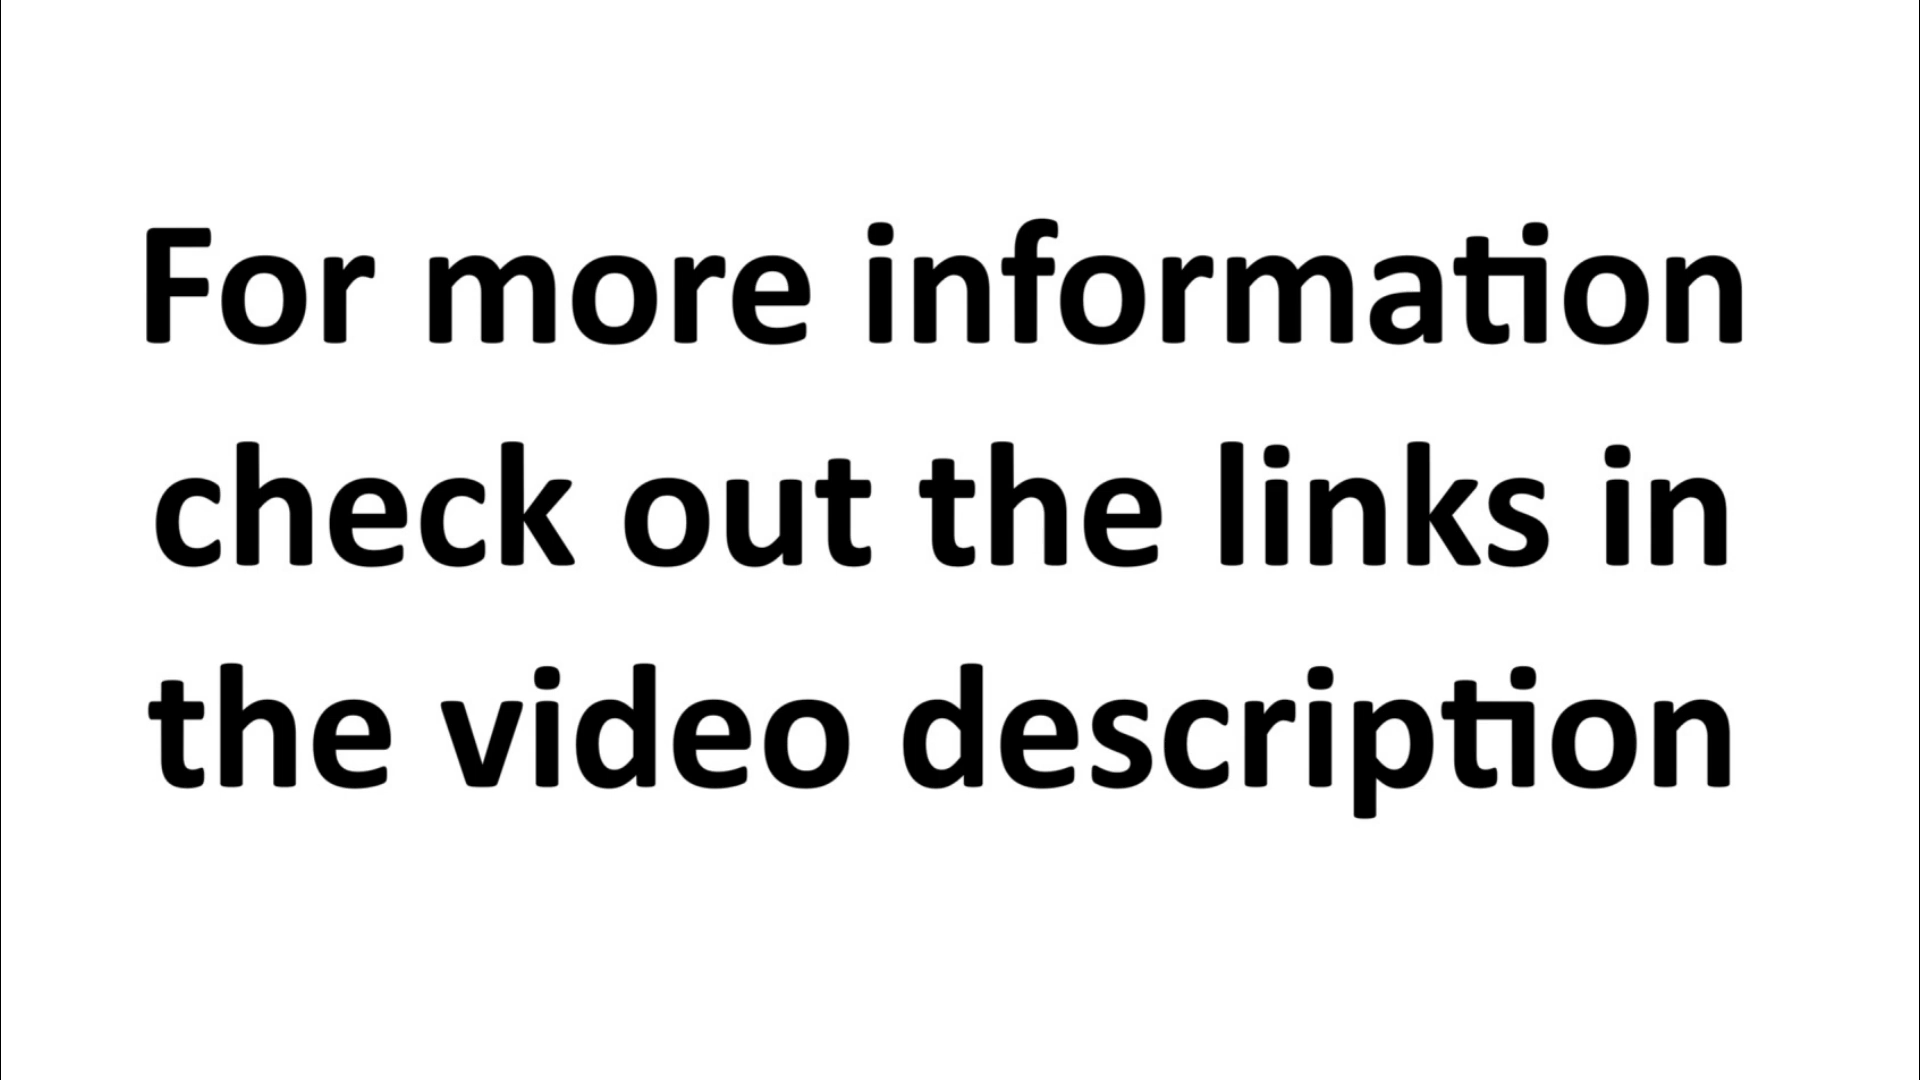 For more information
check out the links in
the video description